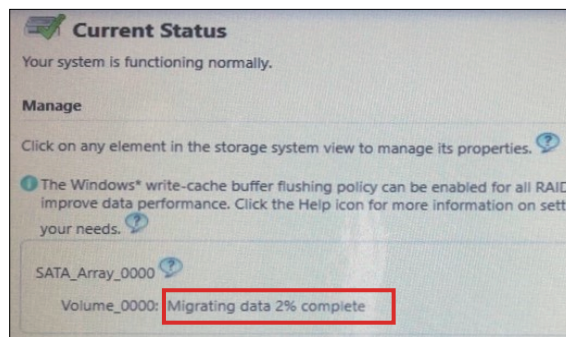 Current Status
Your system is functioning normally.
Manage
Click on any element in the storage system view to manage its properties.
The Windows* write-cache buffer flushing policy can be enabled for all RAID
improve data performance. Click the Help icon for more information on sett
your needs.
SATA_Array_0000
Volume_0000: Migrating data 2% complete